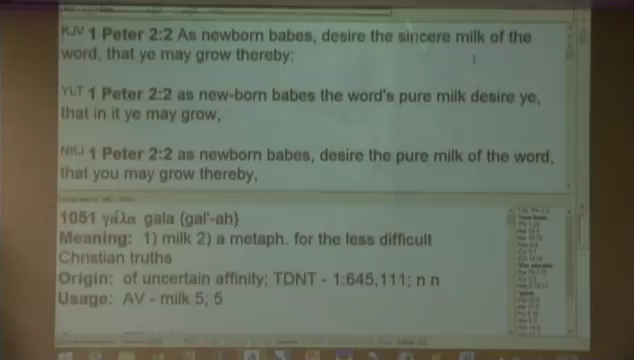 KJV 1 Peter 2:2 As newborn babes, desire the sincere milk of the
word, that ye may grow thereby:
YLT 1 Peter 2:2 as new-born babes the word's pure milk desire ye,
that in it ye may grow,
NKJ 1 Peter 2:2 as newborn babes, desire the pure milk of the word,
that you may grow thereby,
1051 γάλα gala (gal'-ah)
Meaning: 1) milk 2) a metaph. for the less difficult
Christian truths
Origin: of uncertain affinity; TDNT - 1:645,111; n n
Usage: AV - milk 5; 5